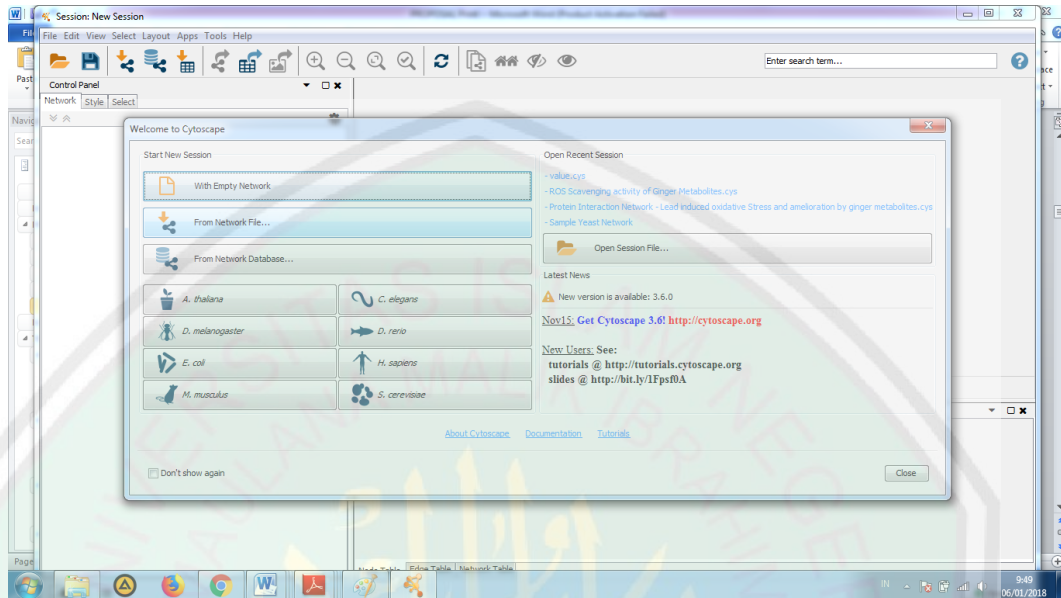 Session: New Session
File Edit View Select Layout Apps Tools Help
Enter search term...
Control Panel
Network Style Select
Welcome to Cytoscape
Start New Session
With Empty Network
From Network File...
From Network Database...
A. thaliana
C. elegans
D. melanogaster
D. rerio
E. coli
H. sapiens
M. musculus
S. cerevisiae
Open Recent Session
- value.cys
- ROS Scavenging activity of Ginger Metabolites.cys
- Protein Interaction Network - Lead induced oxidative Stress and amelioration by ginger metabolites.cys
- Sample Yeast Network
Open Session File...
Latest News
New version is available: 3.6.0
Nov15: Get Cytoscape 3.6! http://cytoscape.org
New Users: See:
tutorials @ http://tutorials.cytoscape.org
slides @ http://bit.ly/1Fpsf0A
About Cytoscape Documentation Tutorials
Don't show again
Close
Node Table Edge Table Network Table
Page
IN
9:49
06/01/2018